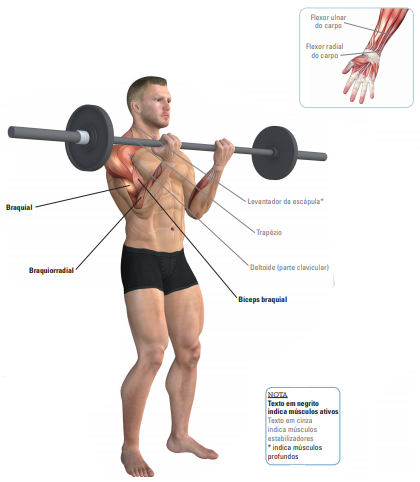 Flexor ulnar
do carpo
Flexor radial
do carpo
Levantador da escápula*
Braquial
Trapézio
Deltoide (parte clavicular)
Braquiorradial
Bíceps braquial
NOTA
Texto em negrito
indica músculos ativos
Texto em cinza
indica músculos
estabilizadores
* indica músculos
profundos